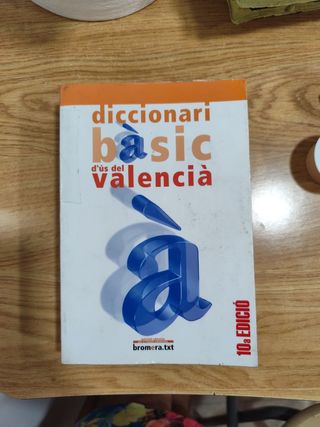 diccionari
bàsic
d'ús del
valencià
à
10a EDICIÓ
bromera.txt